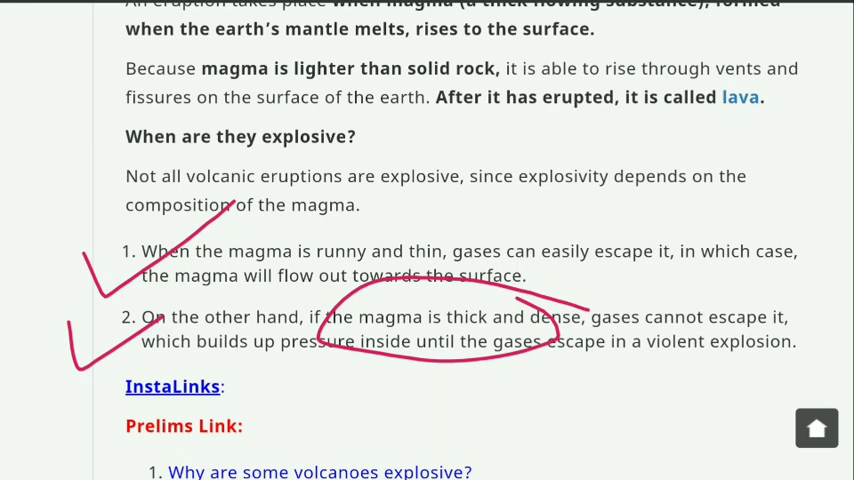 An eruption takes place when magma (a thick flowing substance), formed
when the earth's mantle melts, rises to the surface.
Because magma is lighter than solid rock, it is able to rise through vents and
fissures on the surface of the earth. After it has erupted, it is called lava.
When are they explosive?
Not all volcanic eruptions are explosive, since explosivity depends on the
composition of the magma.
1. When the magma is runny and thin, gases can easily escape it, in which case,
the magma will flow out towards the surface.
2. On the other hand, if the magma is thick and dense, gases cannot escape it,
which builds up pressure inside until the gases escape in a violent explosion.
InstaLinks:
Prelims Link:
1. Why are some volcanoes explosive?